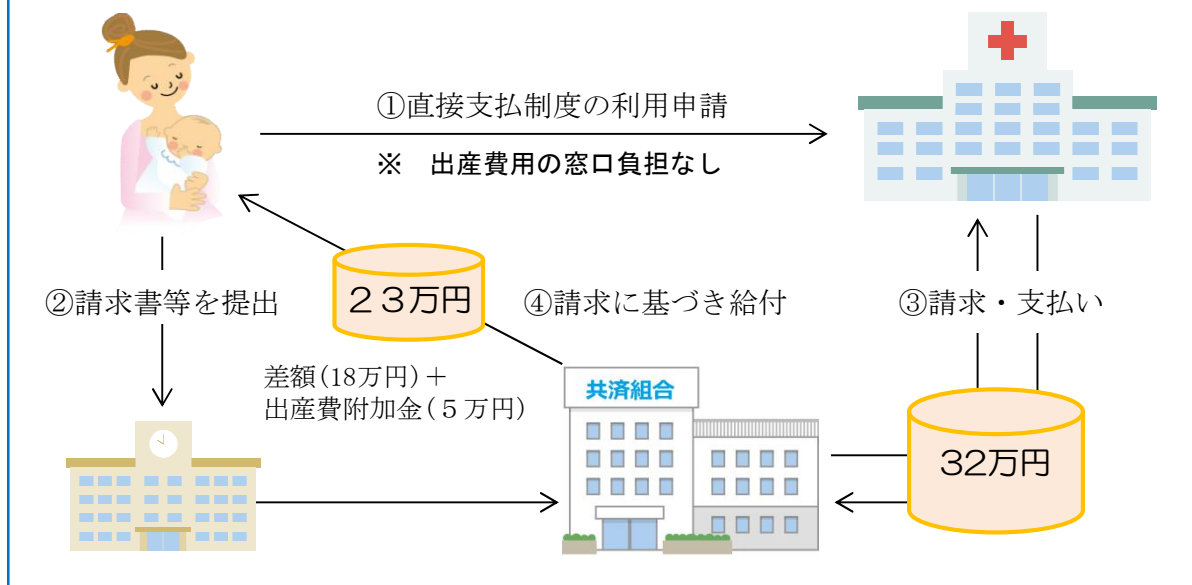 ①直接支払制度の利用申請
※ 出産費用の窓口負担なし
②請求書等を提出
２３万円
④請求に基づき給付
③請求・支払い
差額(18万円)＋
出産費附加金(５万円)
共済組合
32万円